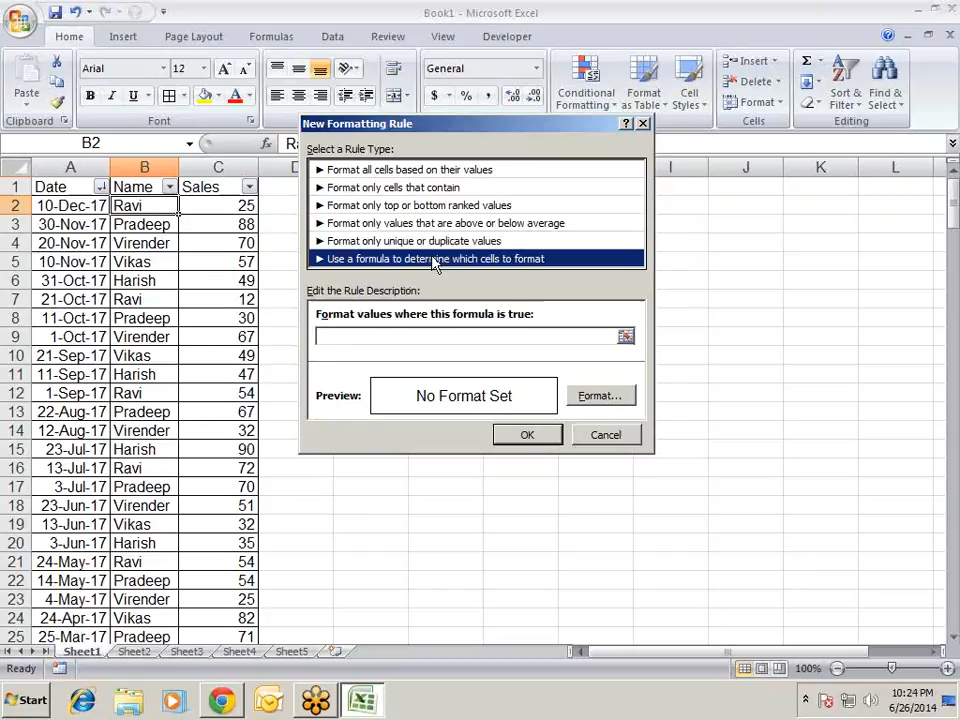 Book1 - Microsoft Excel
Home Insert Page Layout Formulas Data Review View Developer
Paste
Arial 12
General
Conditional Formatting
Format as Table
Cell Styles
Insert
Delete
Format
Sort & Filter
Find & Select
B I U
$ % ,
Clipboard Font Cells Editing
B2
fx
New Formatting Rule
Select a Rule Type:
► Format all cells based on their values
► Format only cells that contain
► Format only top or bottom ranked values
► Format only values that are above or below average
► Format only unique or duplicate values
► Use a formula to determine which cells to format
Edit the Rule Description:
Format values where this formula is true:
Preview: No Format Set Format...
OK Cancel
A B C I J K L
1 Date Name Sales
2 10-Dec-17 Ravi 25
3 30-Nov-17 Pradeep 88
4 20-Nov-17 Virender 70
5 10-Nov-17 Vikas 57
6 31-Oct-17 Harish 49
7 21-Oct-17 Ravi 12
8 11-Oct-17 Pradeep 30
9 1-Oct-17 Virender 67
10 21-Sep-17 Vikas 49
11 11-Sep-17 Harish 47
12 1-Sep-17 Ravi 54
13 22-Aug-17 Pradeep 67
14 12-Aug-17 Virender 32
15 23-Jul-17 Harish 90
16 13-Jul-17 Ravi 72
17 3-Jul-17 Pradeep 70
18 23-Jun-17 Virender 51
19 13-Jun-17 Vikas 32
20 3-Jun-17 Harish 35
21 24-May-17 Ravi 54
22 14-May-17 Pradeep 54
23 4-May-17 Virender 25
24 24-Apr-17 Vikas 82
25 25-Mar-17 Pradeep 71
Sheet1 Sheet2 Sheet3 Sheet4 Sheet5
Ready 100%
Start
10:24 PM
6/26/2014